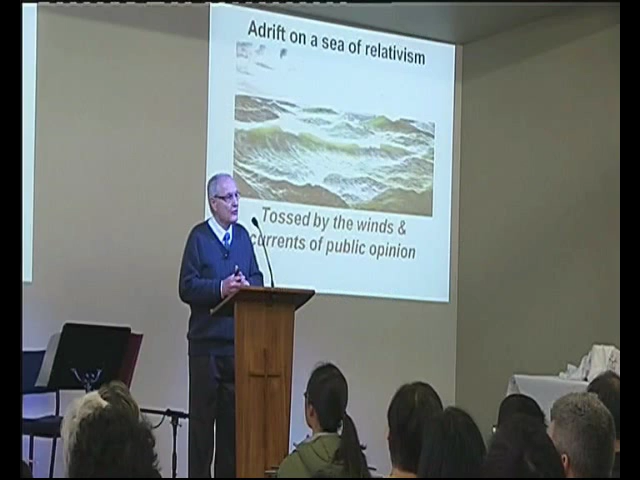 Adrift on a sea of relativism
Tossed by the winds &
currents of public opinion